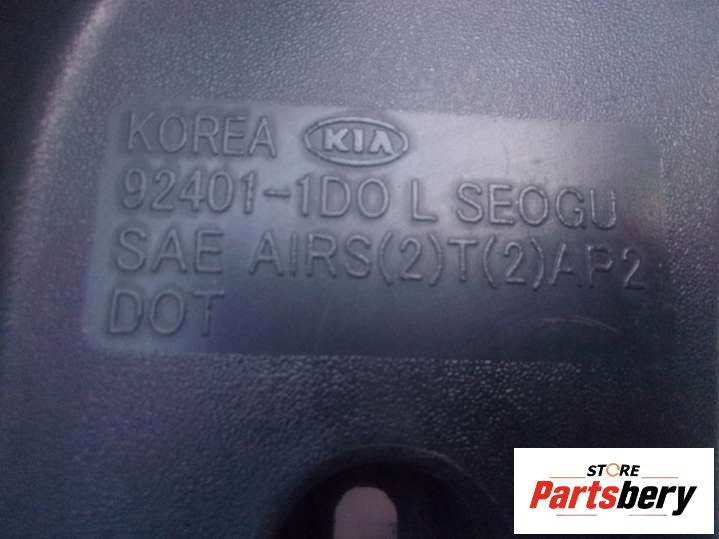 KOREA KIA
92401-1D0 L SEOGU
SAE AIRS(2)T(2)AP2
DOT
STORE
Partsbery